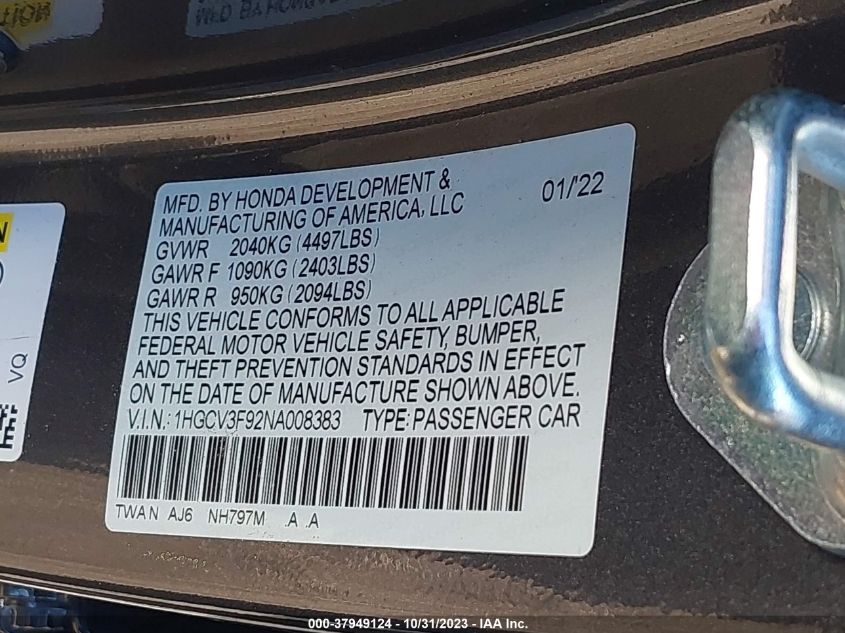 MFD. BY HONDA DEVELOPMENT &
MANUFACTURING OF AMERICA, LLC
01/'22
GVWR 2040KG (4497LBS)
GAWR F 1090KG (2403LBS)
GAWR R 950KG (2094LBS)
THIS VEHICLE CONFORMS TO ALL APPLICABLE
FEDERAL MOTOR VEHICLE SAFETY, BUMPER,
AND THEFT PREVENTION STANDARDS IN EFFECT
ON THE DATE OF MANUFACTURE SHOWN ABOVE.
V.I.N.: 1HGCV3F92NA008383 TYPE: PASSENGER CAR
TWA N AJ6 NH797M .A .A
VQ
000-37949124 - 10/31/2023 - IAA Inc.